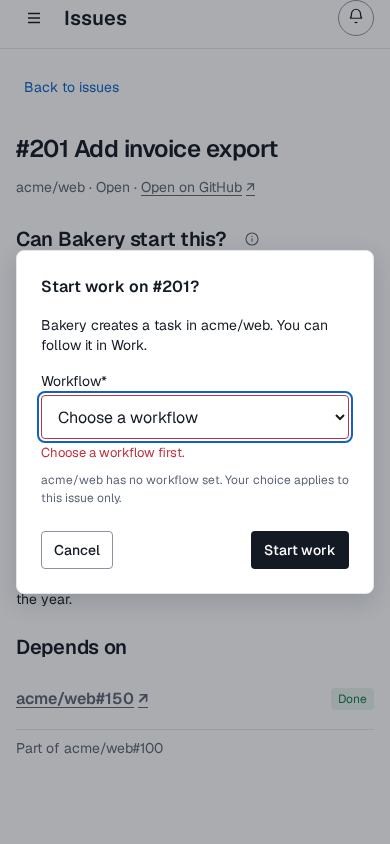 Issues
Back to issues
#201 Add invoice export
acme/web · Open · Open on GitHub ↗
Can Bakery start this?
Start work on #201?
Bakery creates a task in acme/web. You can
follow it in Work.
Workflow*
Choose a workflow
Choose a workflow first.
acme/web has no workflow set. Your choice applies to
this issue only.
Cancel
Start work
the year.
Depends on
acme/web#150 ↗
Done
Part of acme/web#100